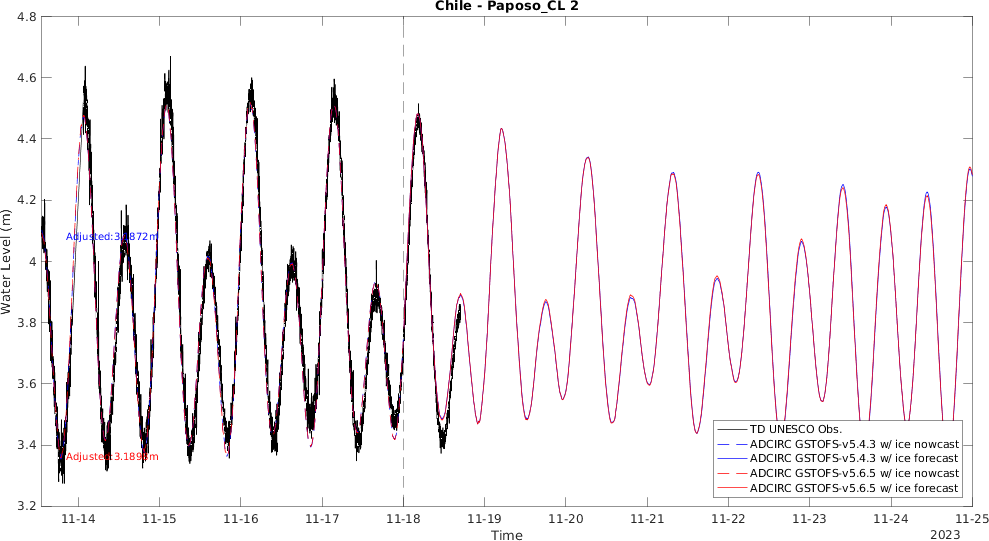 Chile - Paposo_CL 2
4.8
4.6
4.4
4.2
4
3.8
3.6
3.4
3.2
Water Level (m)
Adjusted:
Adjusted:3.189
TD UNESCO Obs.
ADCIRC GSTOFS-v5.4.3 w/ ice nowcast
ADCIRC GSTOFS-v5.4.3 w/ ice forecast
ADCIRC GSTOFS-v5.6.5 w/ ice nowcast
ADCIRC GSTOFS-v5.6.5 w/ ice forecast
11-14 11-15 11-16 11-17 11-18 11-19 11-20 11-21 11-22 11-23 11-24 11-25
Time
2023